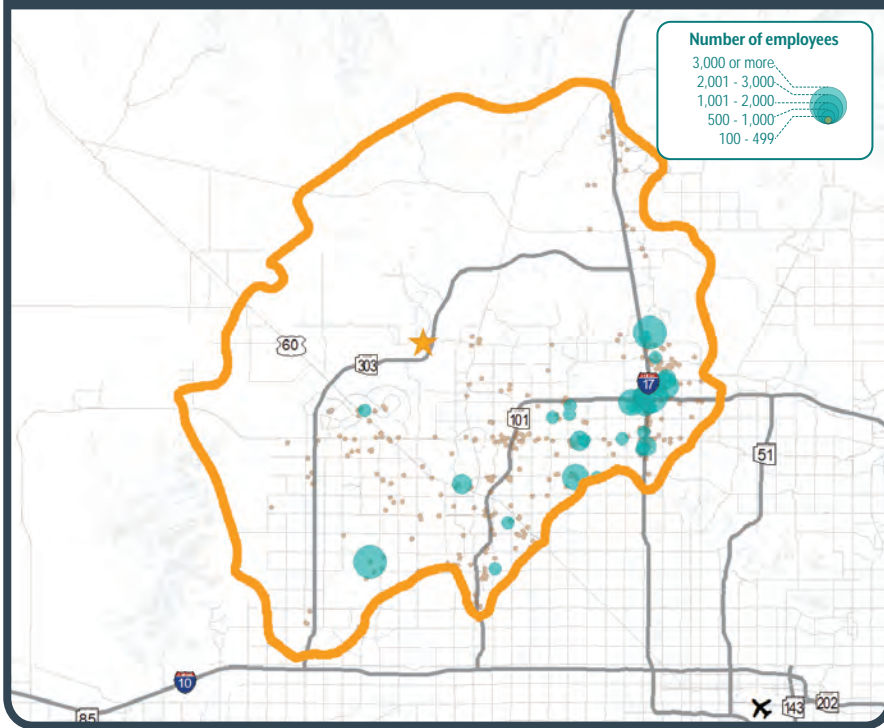 Number of employees
3,000 or more
2,001 - 3,000
1,001 - 2,000
500 - 1,000
100 - 499
60
303
17
101
51
10
85
143
202